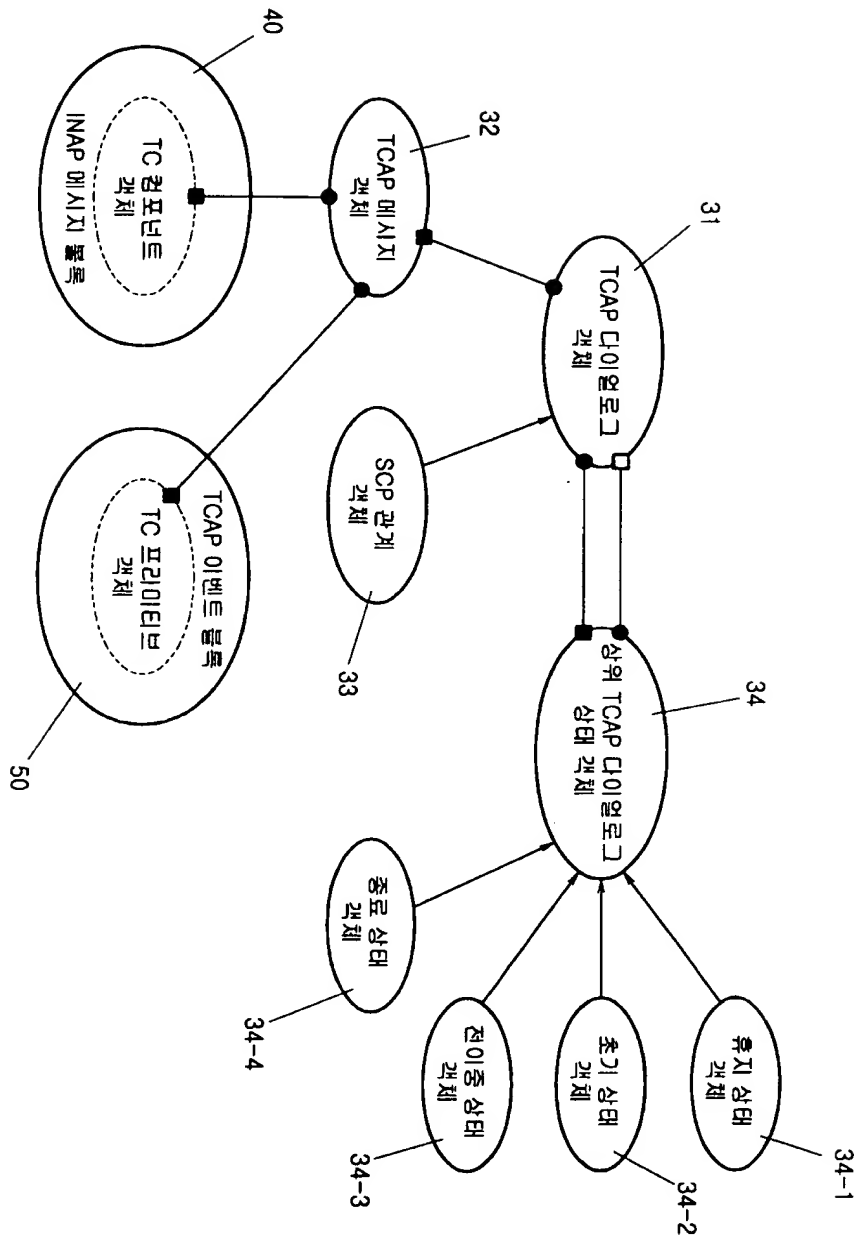 31
TCAP 다이얼로그
객체
34
상위 TCAP 다이얼로그
상태 객체
휴지 상태
객체
34-1
초기 상태
객체
34-2
전이중 상태
객체
34-3
종료 상태
객체
34-4
32
TCAP 메시지
객체
SCP 관계
객체
33
40
TC 컴포넌트
객체
INAP 메시지 블록
TCAP 이벤트 블록
TC 프리미티브
객체
50